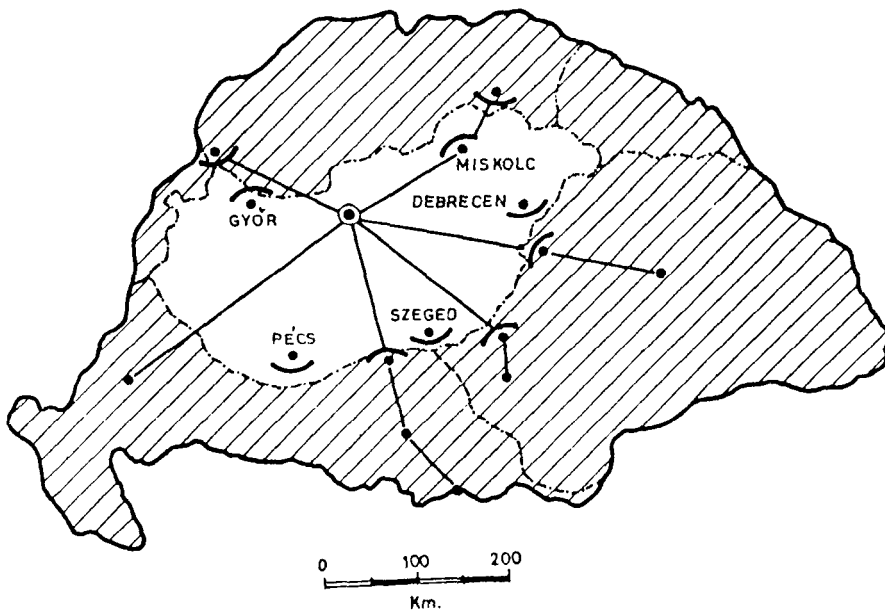 MISKOLC
DEBRECEN
GYŐR
SZEGED
PÉCS
0 100 200
Km.